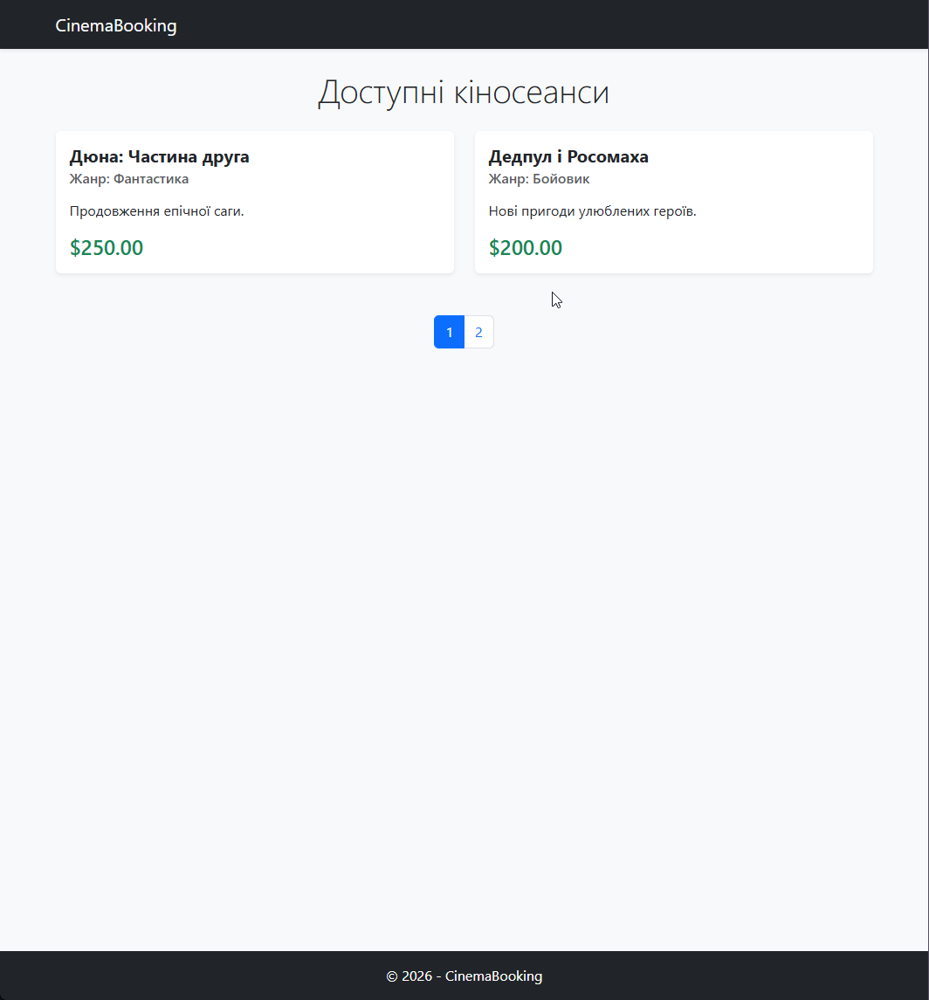 CinemaBooking
Доступні кіносеанси
Дюна: Частина друга
Жанр: Фантастика
Продовження епічної саги.
$250.00
Дедпул і Росомаха
Жанр: Бойовик
Нові пригоди улюблених героїв.
$200.00
1 2
© 2026 - CinemaBooking